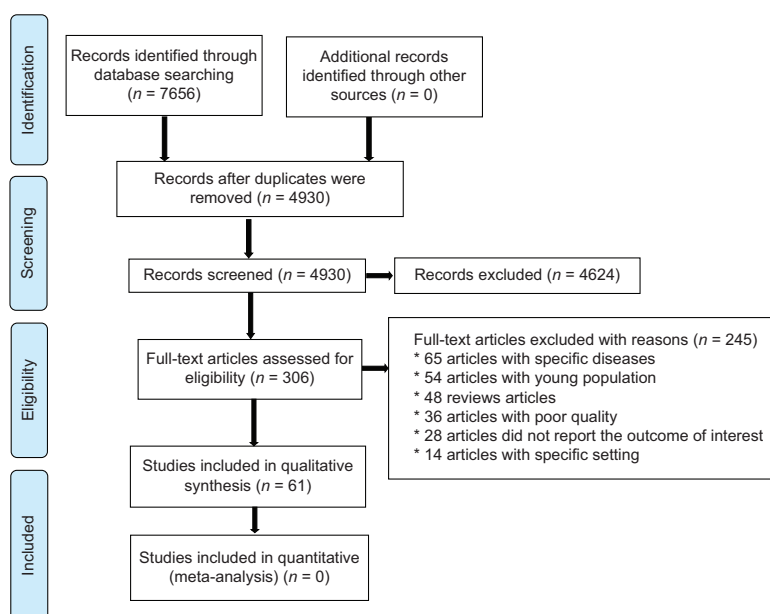 Identification
Records identified through
database searching
(n = 7656)
Additional records
identified through other
sources (n = 0)
Records after duplicates were
removed (n = 4930)
Screening
Records screened (n = 4930)
Records excluded (n = 4624)
Eligibility
Full-text articles assessed for
eligibility (n = 306)
Full-text articles excluded with reasons (n = 245)
* 65 articles with specific diseases
* 54 articles with young population
* 48 reviews articles
* 36 articles with poor quality
* 28 articles did not report the outcome of interest
* 14 articles with specific setting
Studies included in qualitative
synthesis (n = 61)
Included
Studies included in quantitative
(meta-analysis) (n = 0)